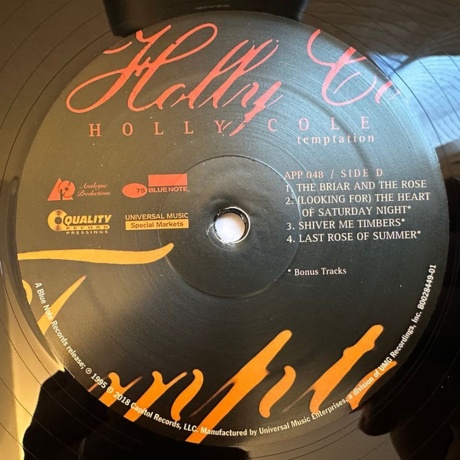 Holly Co
HOLLY COLE
temptation
APP 048 / SIDE D
1. THE BRIAR AND THE ROSE
2. (LOOKING FOR) THE HEART
OF SATURDAY NIGHT*
3. SHIVER ME TIMBERS*
4. LAST ROSE OF SUMMER*
* Bonus Tracks
Analogue
Productions
75 BLUE NOTE
QUALITY
RECORD
PRESSINGS
UNIVERSAL MUSIC
Special Markets
A Blue Note Records release; ℗ 1995 © 2018 Capitol Records, LLC. Manufactured by Universal Music Enterprises, a division of UMG Recordings, Inc. B0028449-01